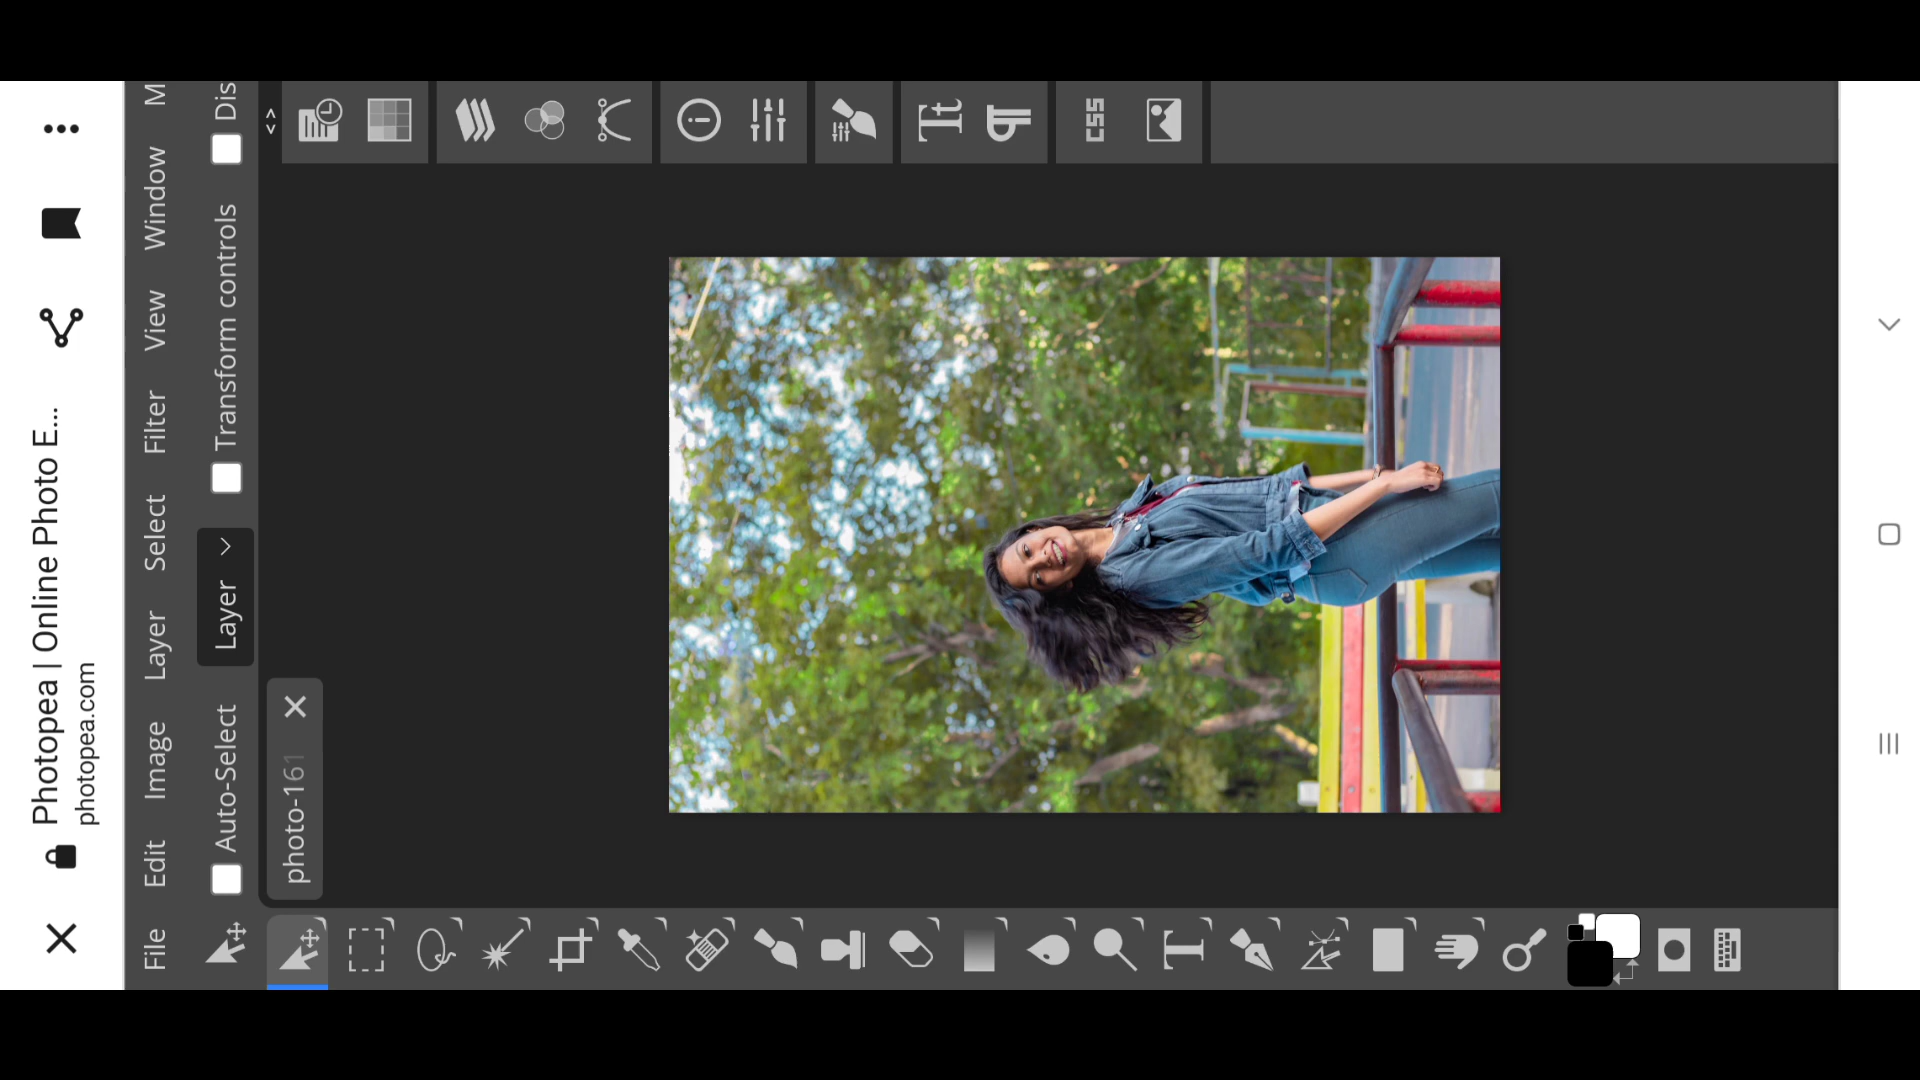 Photopea | Online Photo E...
photopea.com
File Edit Image Layer Select Filter View Window M
Auto-Select Layer Transform controls Dis
photo-161
CSS